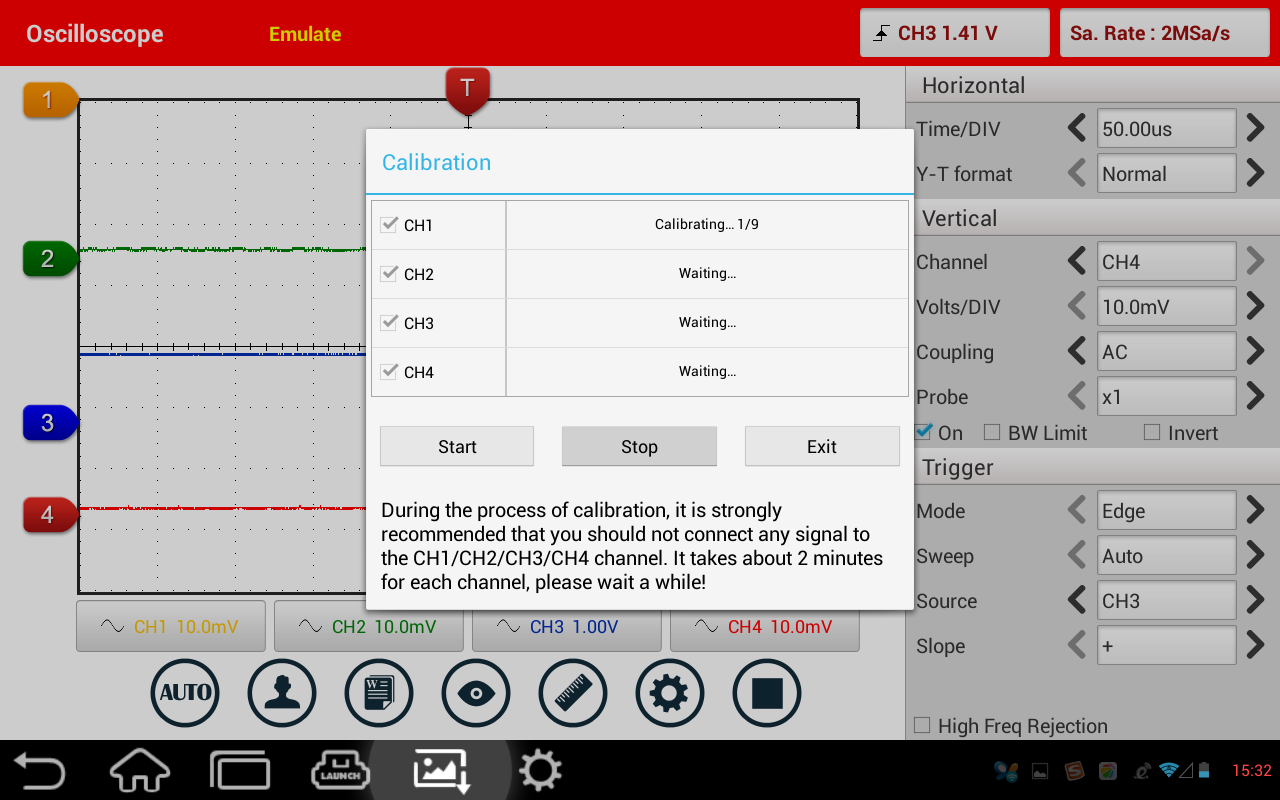 Oscilloscope
Emulate
CH3 1.41 V
Sa. Rate : 2MSa/s
1
T
2
3
4
Calibration
CH1 Calibrating... 1/9
CH2 Waiting...
CH3 Waiting...
CH4 Waiting...
Start
Stop
Exit
During the process of calibration, it is strongly
recommended that you should not connect any signal to
the CH1/CH2/CH3/CH4 channel. It takes about 2 minutes
for each channel, please wait a while!
CH1 10.0mV
CH2 10.0mV
CH3 1.00V
CH4 10.0mV
AUTO
W
Horizontal
Time/DIV 50.00us
Y-T format Normal
Vertical
Channel CH4
Volts/DIV 10.0mV
Coupling AC
Probe x1
On BW Limit Invert
Trigger
Mode Edge
Sweep Auto
Source CH3
Slope +
High Freq Rejection
LAUNCH
15:32